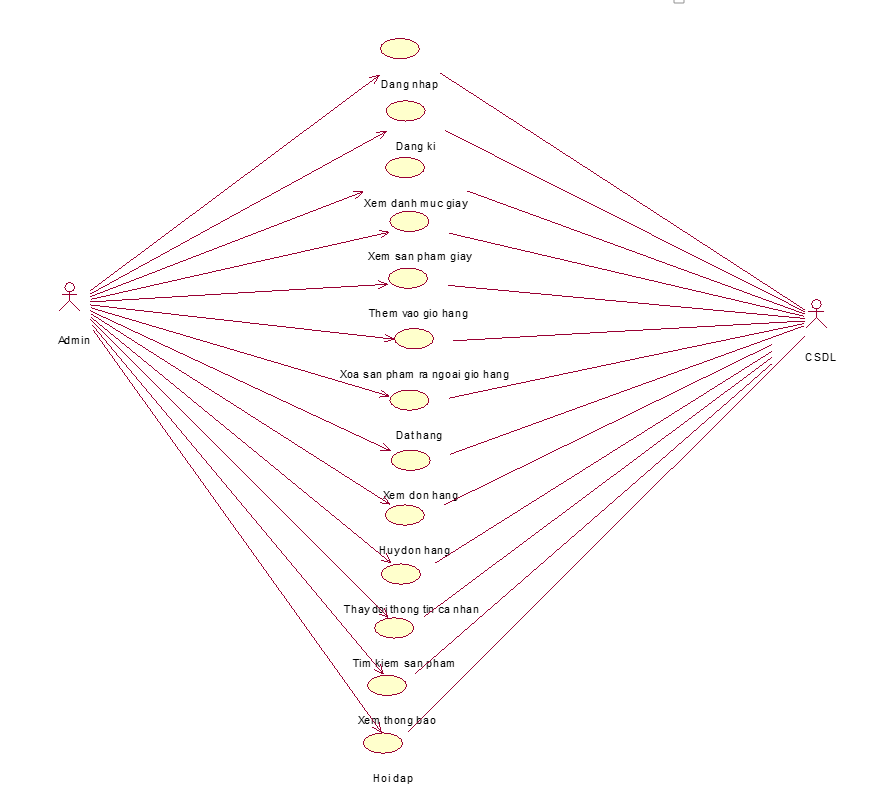 Dang nhap
Dang ki
Xem danh muc giay
Xem san pham giay
Them vao gio hang
Admin
CSDL
Xoa san pham ra ngoai gio hang
Dat hang
Xem don hang
Huy don hang
Thay doi thong tin ca nhan
Tim kiem san pham
Xem thong bao
Hoi dap